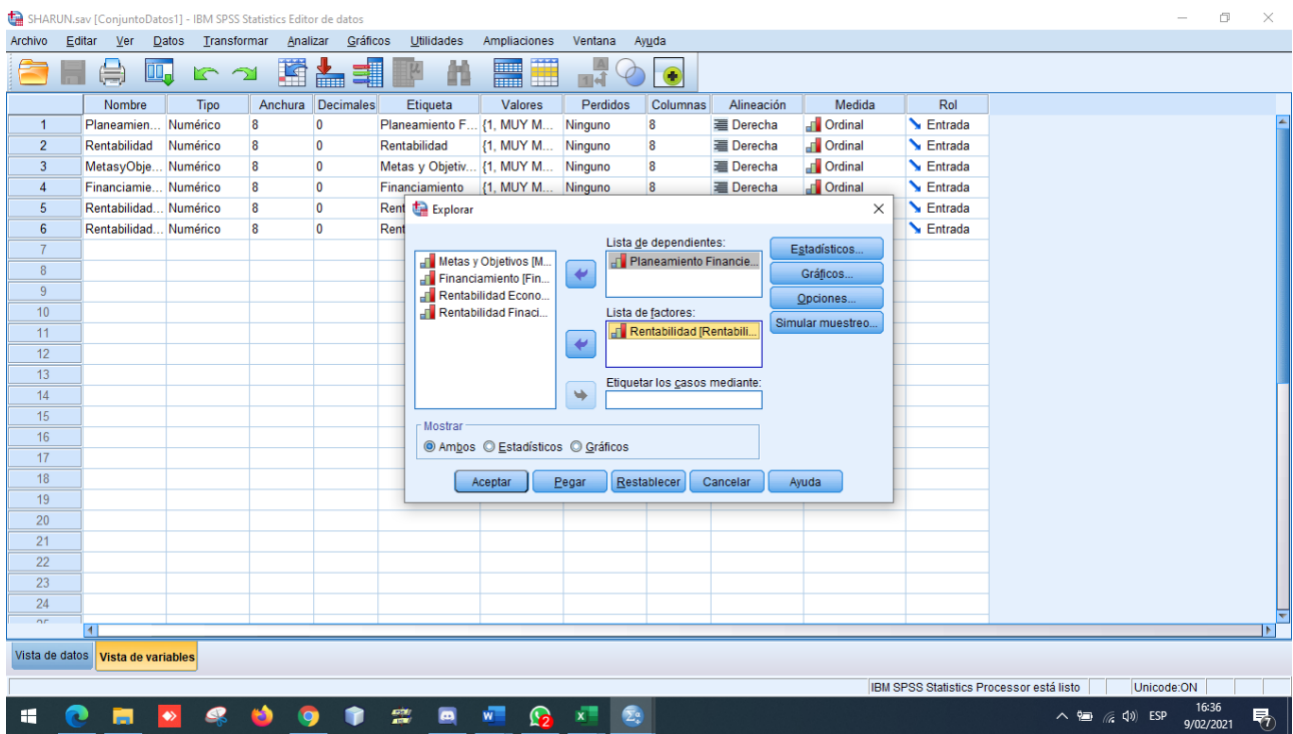 SHARUN.sav [ConjuntoDatos1] - IBM SPSS Statistics Editor de datos
Archivo Editar Ver Datos Transformar Analizar Gráficos Utilidades Ampliaciones Ventana Ayuda
Nombre Tipo Anchura Decimales Etiqueta Valores Perdidos Columnas Alineación Medida Rol
1 Planeamien... Numérico 8 0 Planeamiento F... {1, MUY M... Ninguno 8 Derecha Ordinal Entrada
2 Rentabilidad Numérico 8 0 Rentabilidad {1, MUY M... Ninguno 8 Derecha Ordinal Entrada
3 MetasyObje... Numérico 8 0 Metas y Objetiv... {1, MUY M... Ninguno 8 Derecha Ordinal Entrada
4 Financiamie... Numérico 8 0 Financiamiento {1, MUY M... Ninguno 8 Derecha Ordinal Entrada
5 Rentabilidad... Numérico 8 0 Rent Entrada
6 Rentabilidad... Numérico 8 0 Rent Entrada
7
8
9
10
11
12
13
14
15
16
17
18
19
20
21
22
23
24
Explorar
Metas y Objetivos [M...
Financiamiento [Fin...
Rentabilidad Econo...
Rentabilidad Finaci...
Lista de dependientes:
Planeamiento Financie...
Lista de factores:
Rentabilidad [Rentabili...
Etiquetar los casos mediante:
Estadísticos...
Gráficos...
Opciones...
Simular muestreo...
Mostrar
Ambos Estadísticos Gráficos
Aceptar Pegar Restablecer Cancelar Ayuda
Vista de datos Vista de variables
IBM SPSS Statistics Processor está listo Unicode:ON
ESP
16:36
9/02/2021